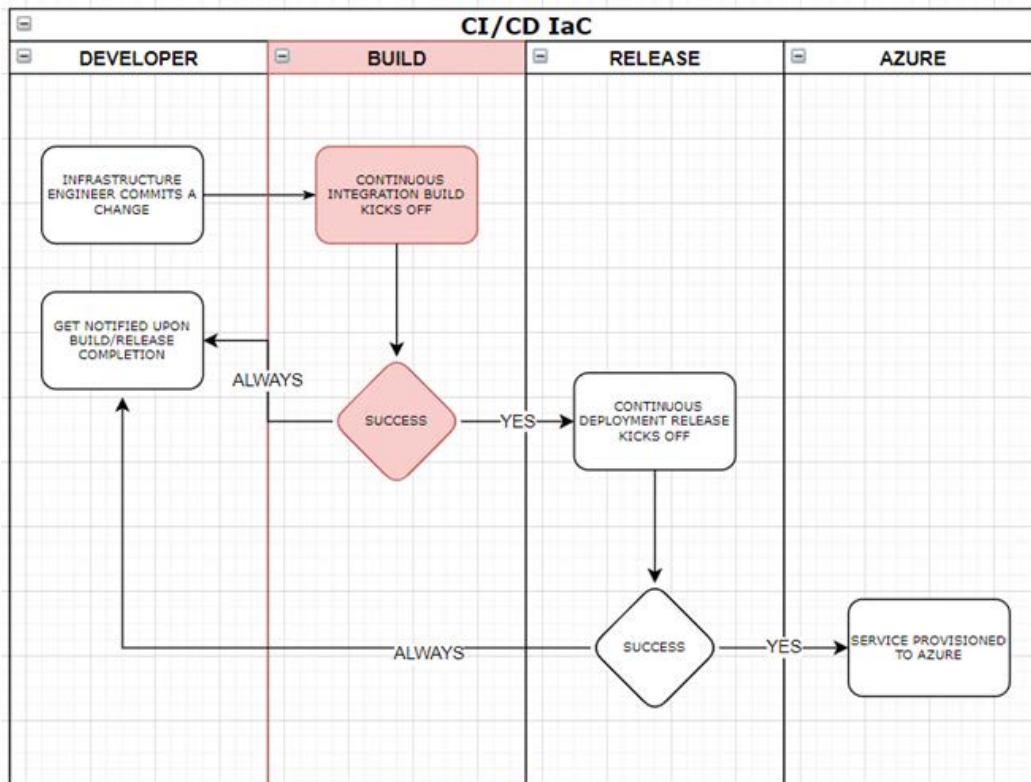 CI/CD IaC
DEVELOPER
BUILD
RELEASE
AZURE
INFRASTRUCTURE
ENGINEER COMMITS A
CHANGE
CONTINUOUS
INTEGRATION BUILD
KICKS OFF
GET NOTIFIED UPON
BUILD/RELEASE
COMPLETION
ALWAYS
SUCCESS
YES
CONTINUOUS
DEPLOYMENT RELEASE
KICKS OFF
ALWAYS
SUCCESS
YES
SERVICE PROVISIONED
TO AZURE